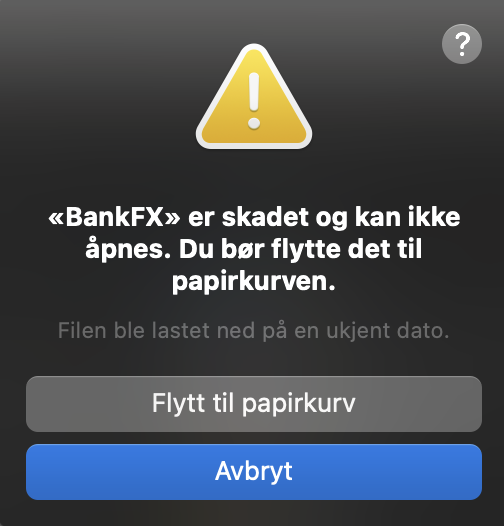 ?
«BankFX» er skadet og kan ikke
åpnes. Du bør flytte det til
papirkurven.
Filen ble lastet ned på en ukjent dato.
Flytt til papirkurv
Avbryt